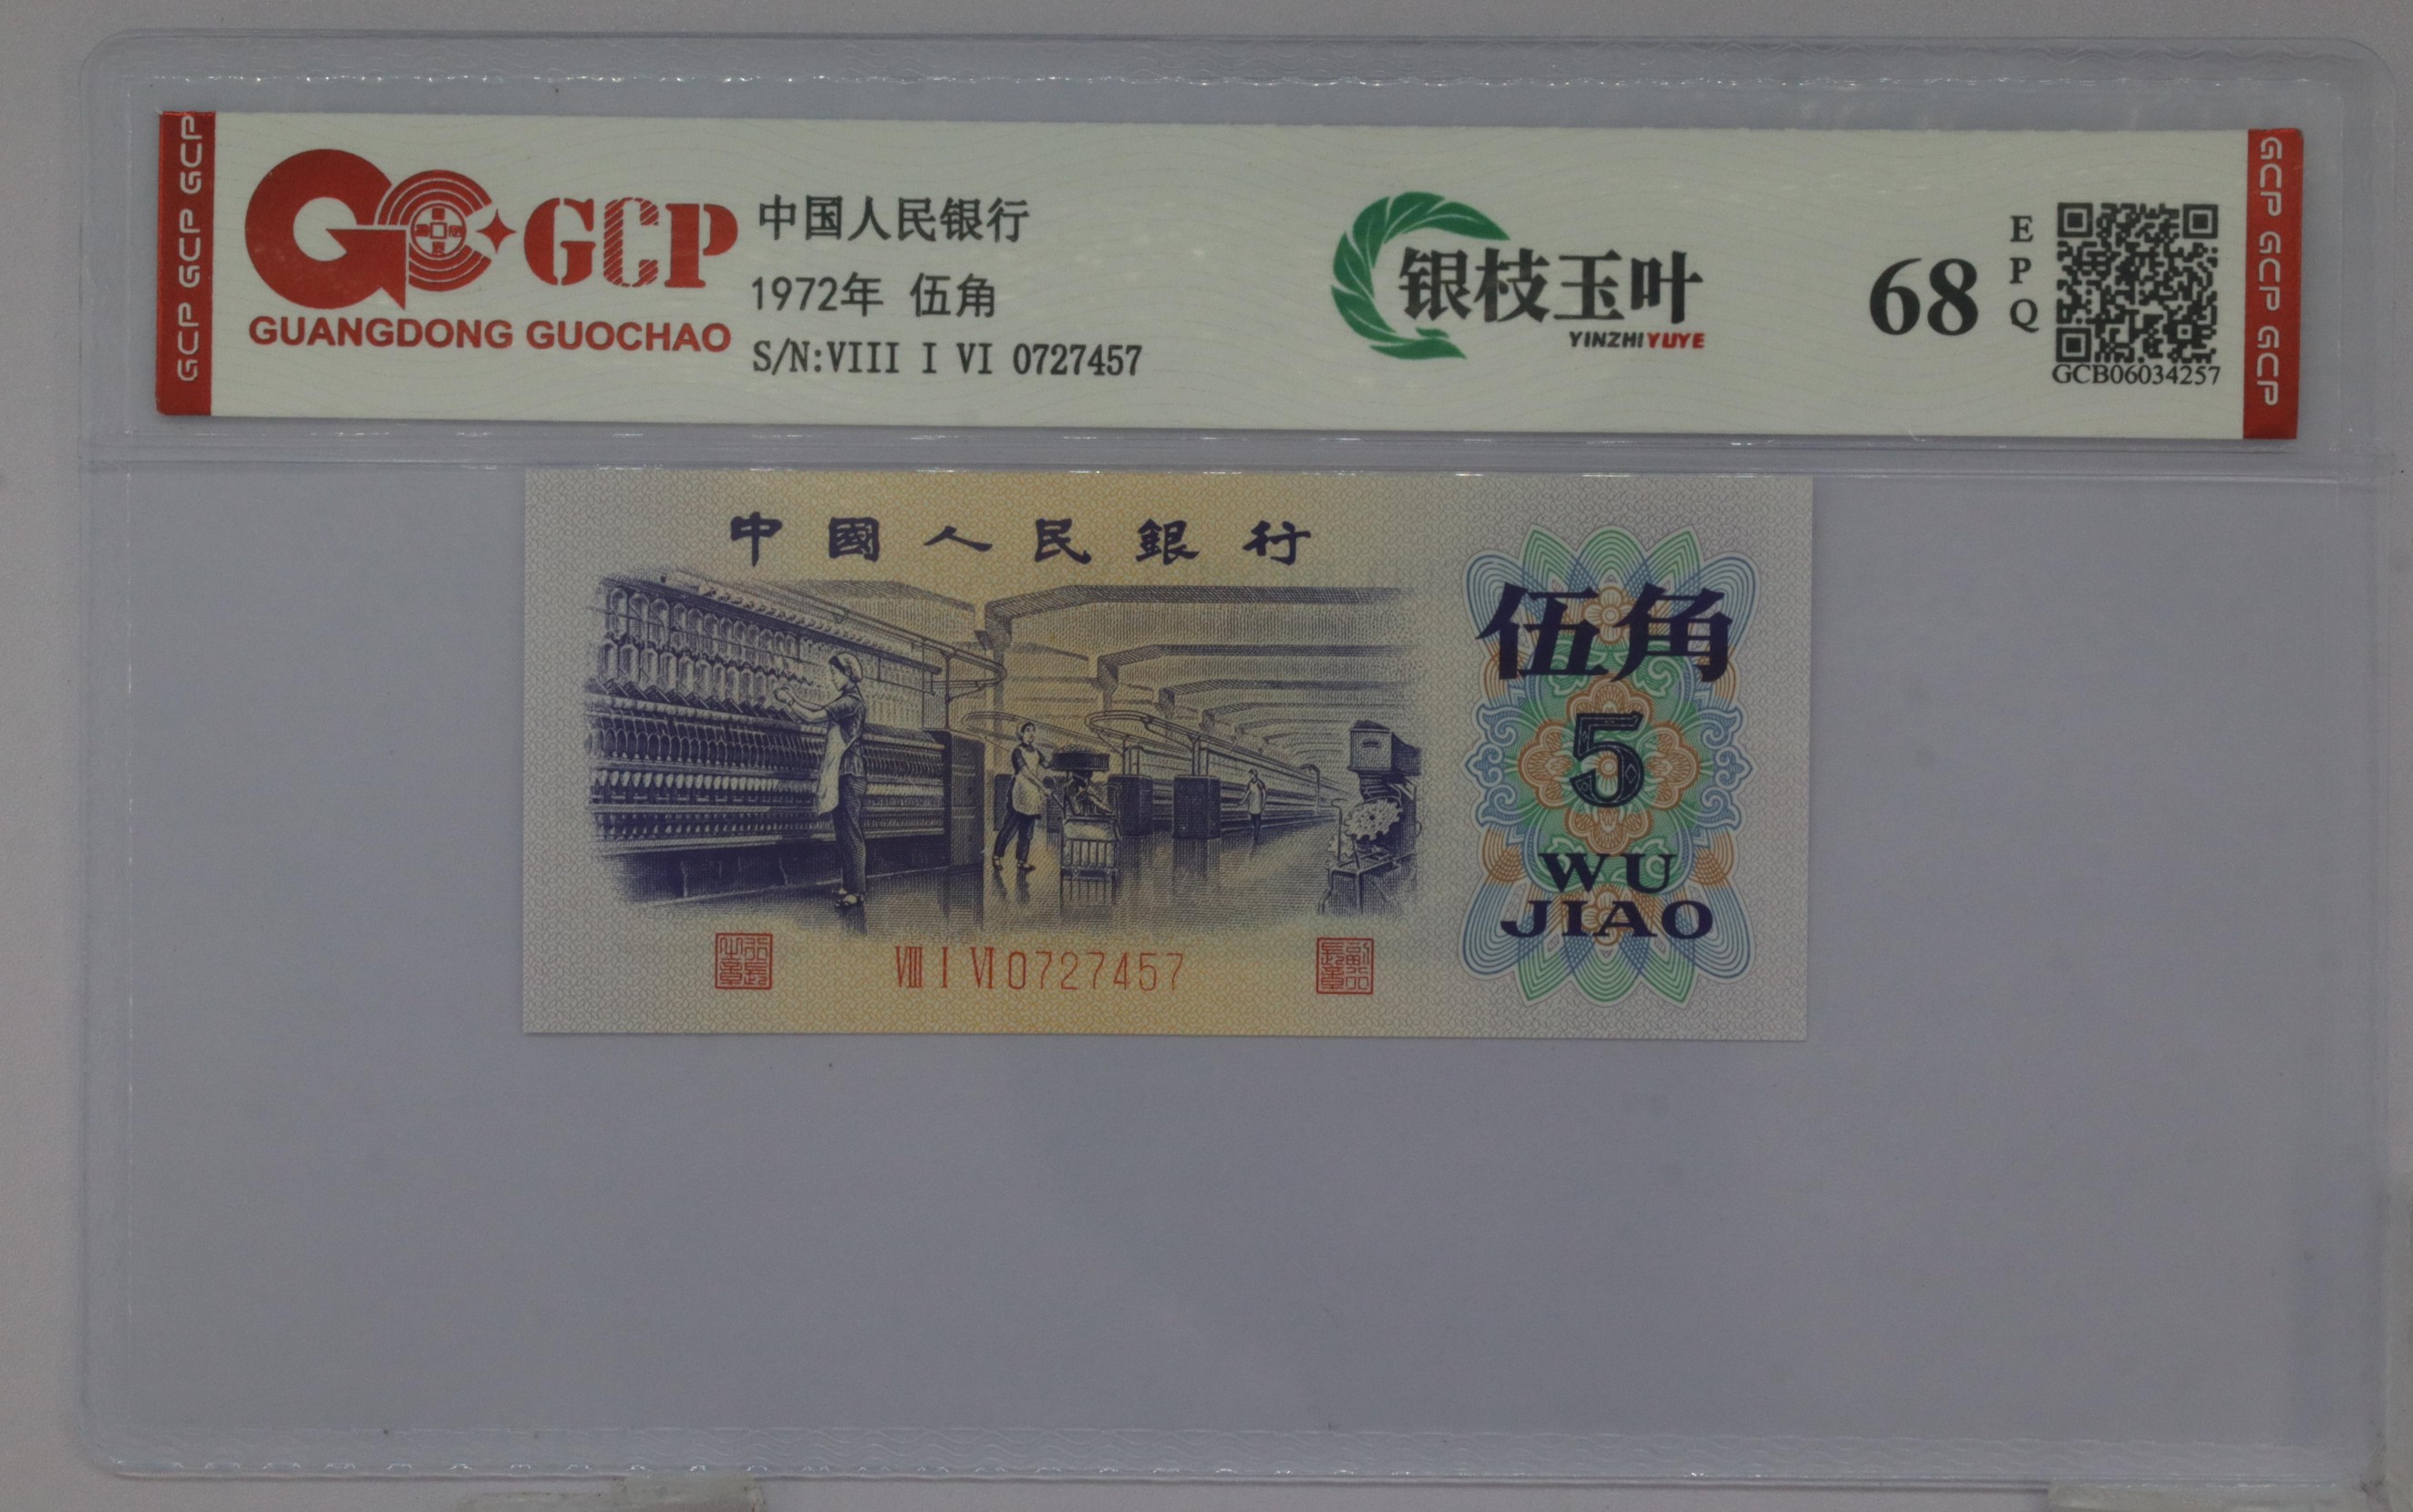 GCP GCP GCP
GCP
GUANGDONG GUOCHAO
中国人民银行
1972年 伍角
S/N:VIII I VI 0727457
银枝玉叶
YINZHIYUYE
68
EPQ
GCB06034257
GCP GCP GCP
中國人民銀行
伍角
5
WU
JIAO
VIII I VI 0727457